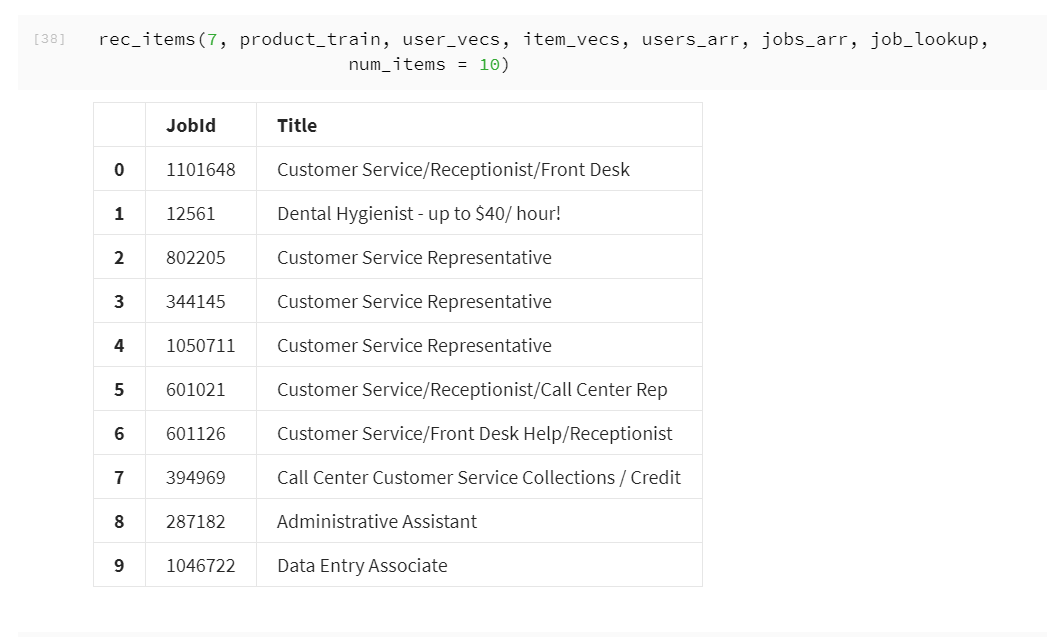 [38] rec_items(7, product_train, user_vecs, item_vecs, users_arr, jobs_arr, job_lookup,
num_items = 10)
JobId Title
0 1101648 Customer Service/Receptionist/Front Desk
1 12561 Dental Hygienist - up to $40/ hour!
2 802205 Customer Service Representative
3 344145 Customer Service Representative
4 1050711 Customer Service Representative
5 601021 Customer Service/Receptionist/Call Center Rep
6 601126 Customer Service/Front Desk Help/Receptionist
7 394969 Call Center Customer Service Collections / Credit
8 287182 Administrative Assistant
9 1046722 Data Entry Associate